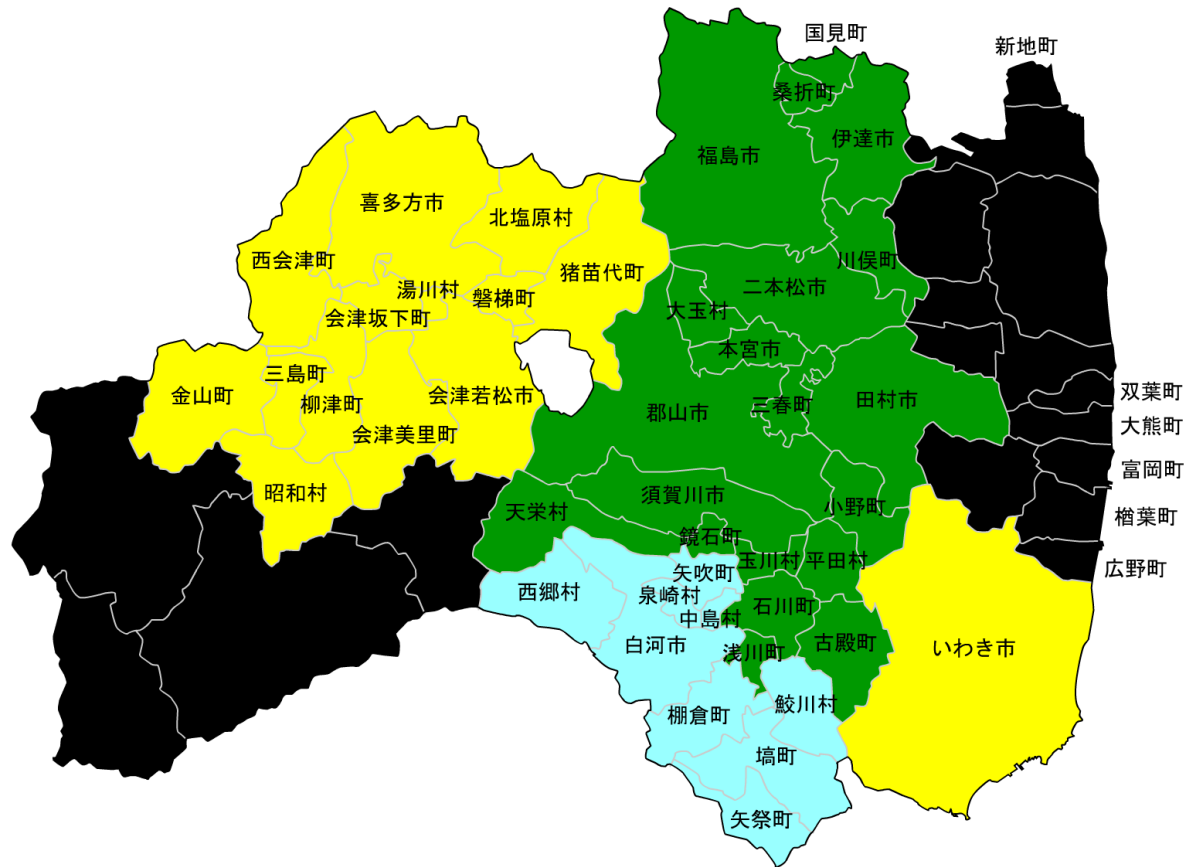 国見町
新地町
桑折町
伊達市
福島市
喜多方市
北塩原村
西会津町
猪苗代町
川俣町
湯川村
磐梯町
二本松市
大玉村
会津坂下町
本宮市
三島町
金山町
柳津町
会津若松市
双葉町
郡山市
三春町
田村市
大熊町
会津美里町
富岡町
昭和村
須賀川市
天栄村
小野町
楢葉町
鏡石町
玉川村
平田村
広野町
矢吹町
西郷村
泉崎村
石川町
中島村
白河市
浅川町
古殿町
いわき市
鮫川村
棚倉町
塙町
矢祭町